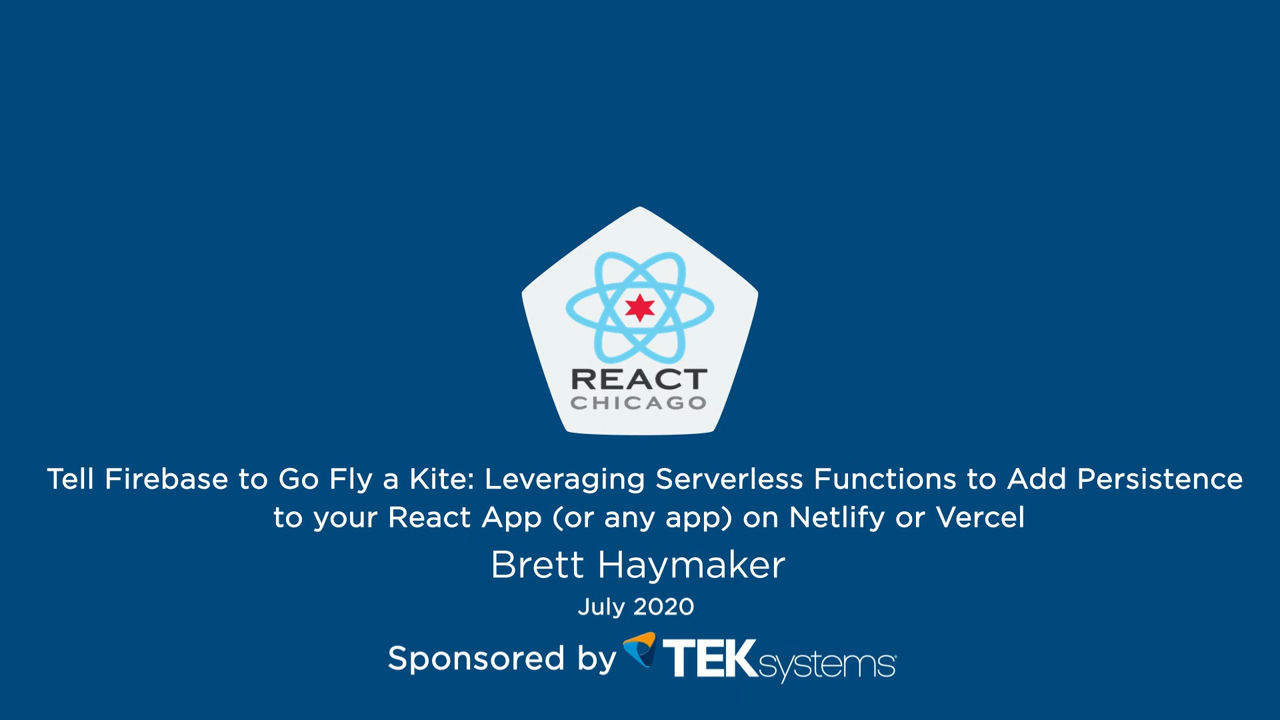 REACT
CHICAGO
Tell Firebase to Go Fly a Kite: Leveraging Serverless Functions to Add Persistence
to your React App (or any app) on Netlify or Vercel
Brett Haymaker
July 2020
Sponsored by TEKsystems